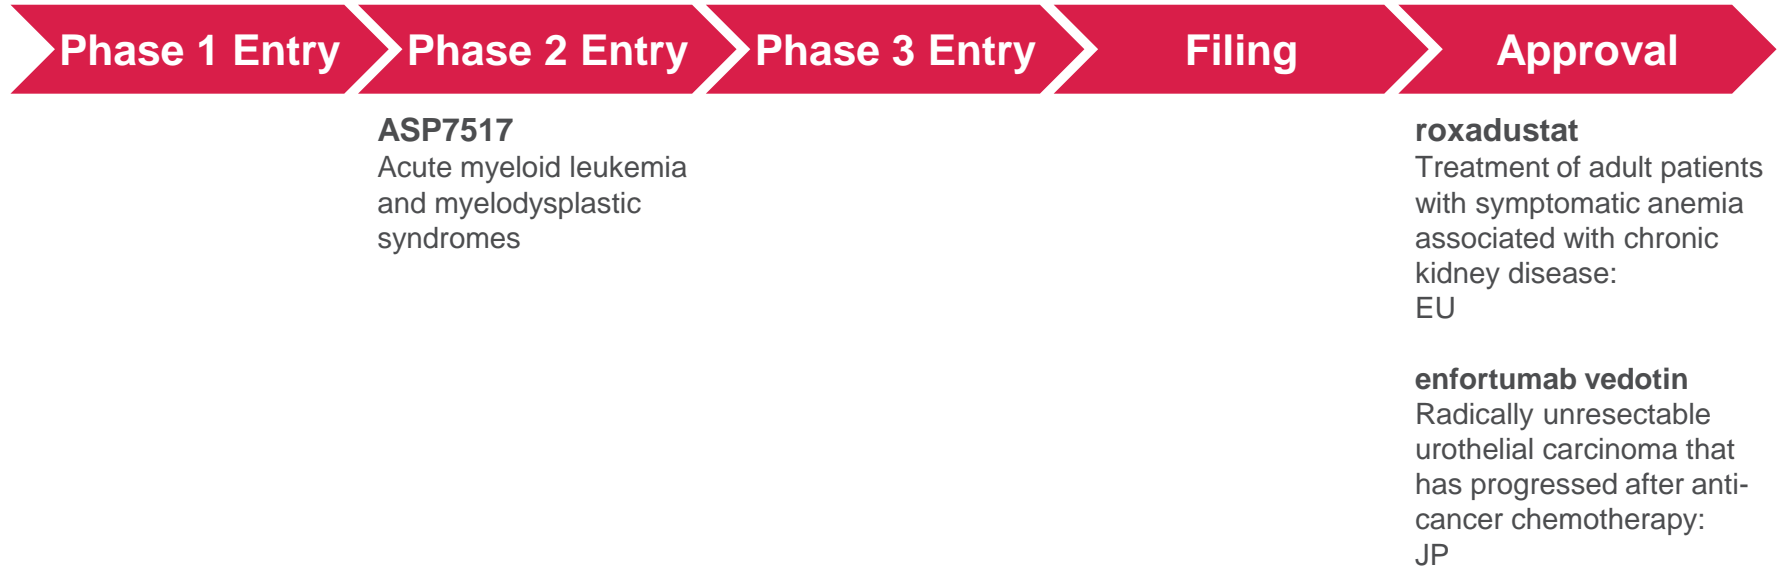 Phase 1 Entry
Phase 2 Entry
Phase 3 Entry
Filing
Approval
ASP7517
Acute myeloid leukemia
and myelodysplastic
syndromes
roxadustat
Treatment of adult patients
with symptomatic anemia
associated with chronic
kidney disease:
EU
enfortumab vedotin
Radically unresectable
urothelial carcinoma that
has progressed after anti-
cancer chemotherapy:
JP